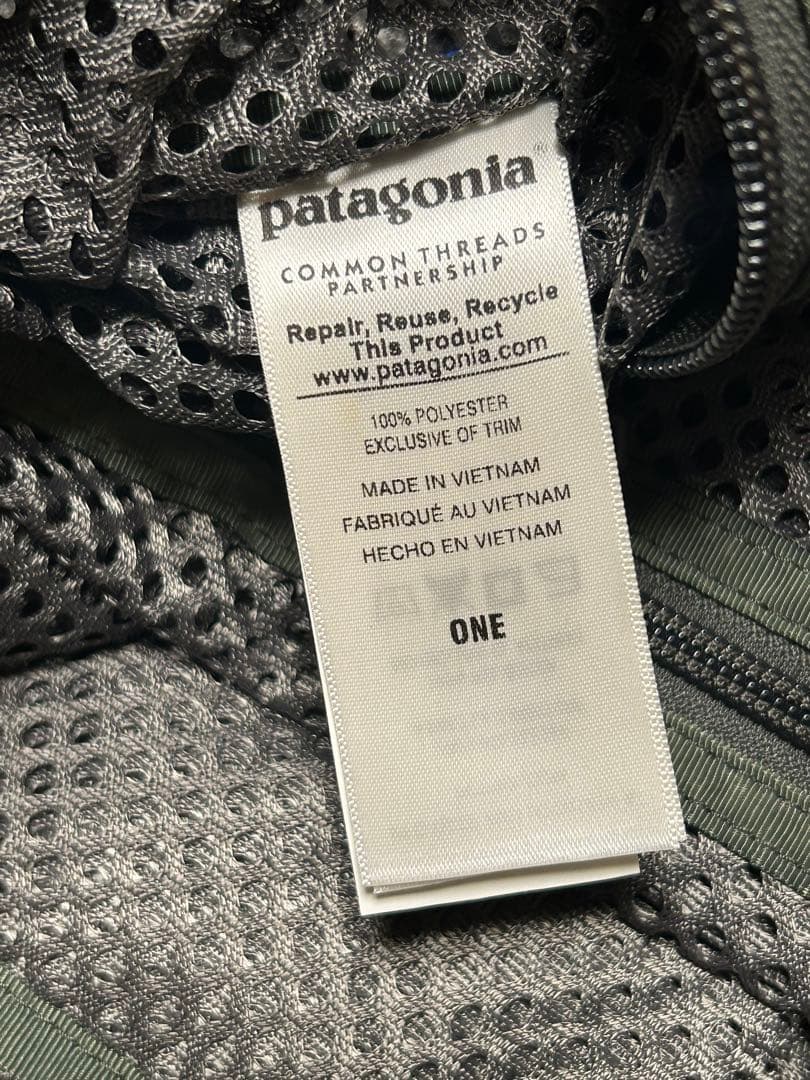 patagonia®
COMMON THREADS
PARTNERSHIP
Repair, Reuse, Recycle
This Product
www.patagonia.com
100% POLYESTER
EXCLUSIVE OF TRIM
MADE IN VIETNAM
FABRIQUÉ AU VIETNAM
HECHO EN VIETNAM
ONE